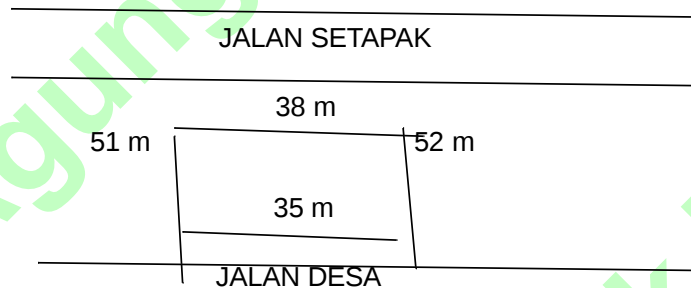 JALAN SETAPAK
38 m
51 m
52 m
35 m
JALAN DESA